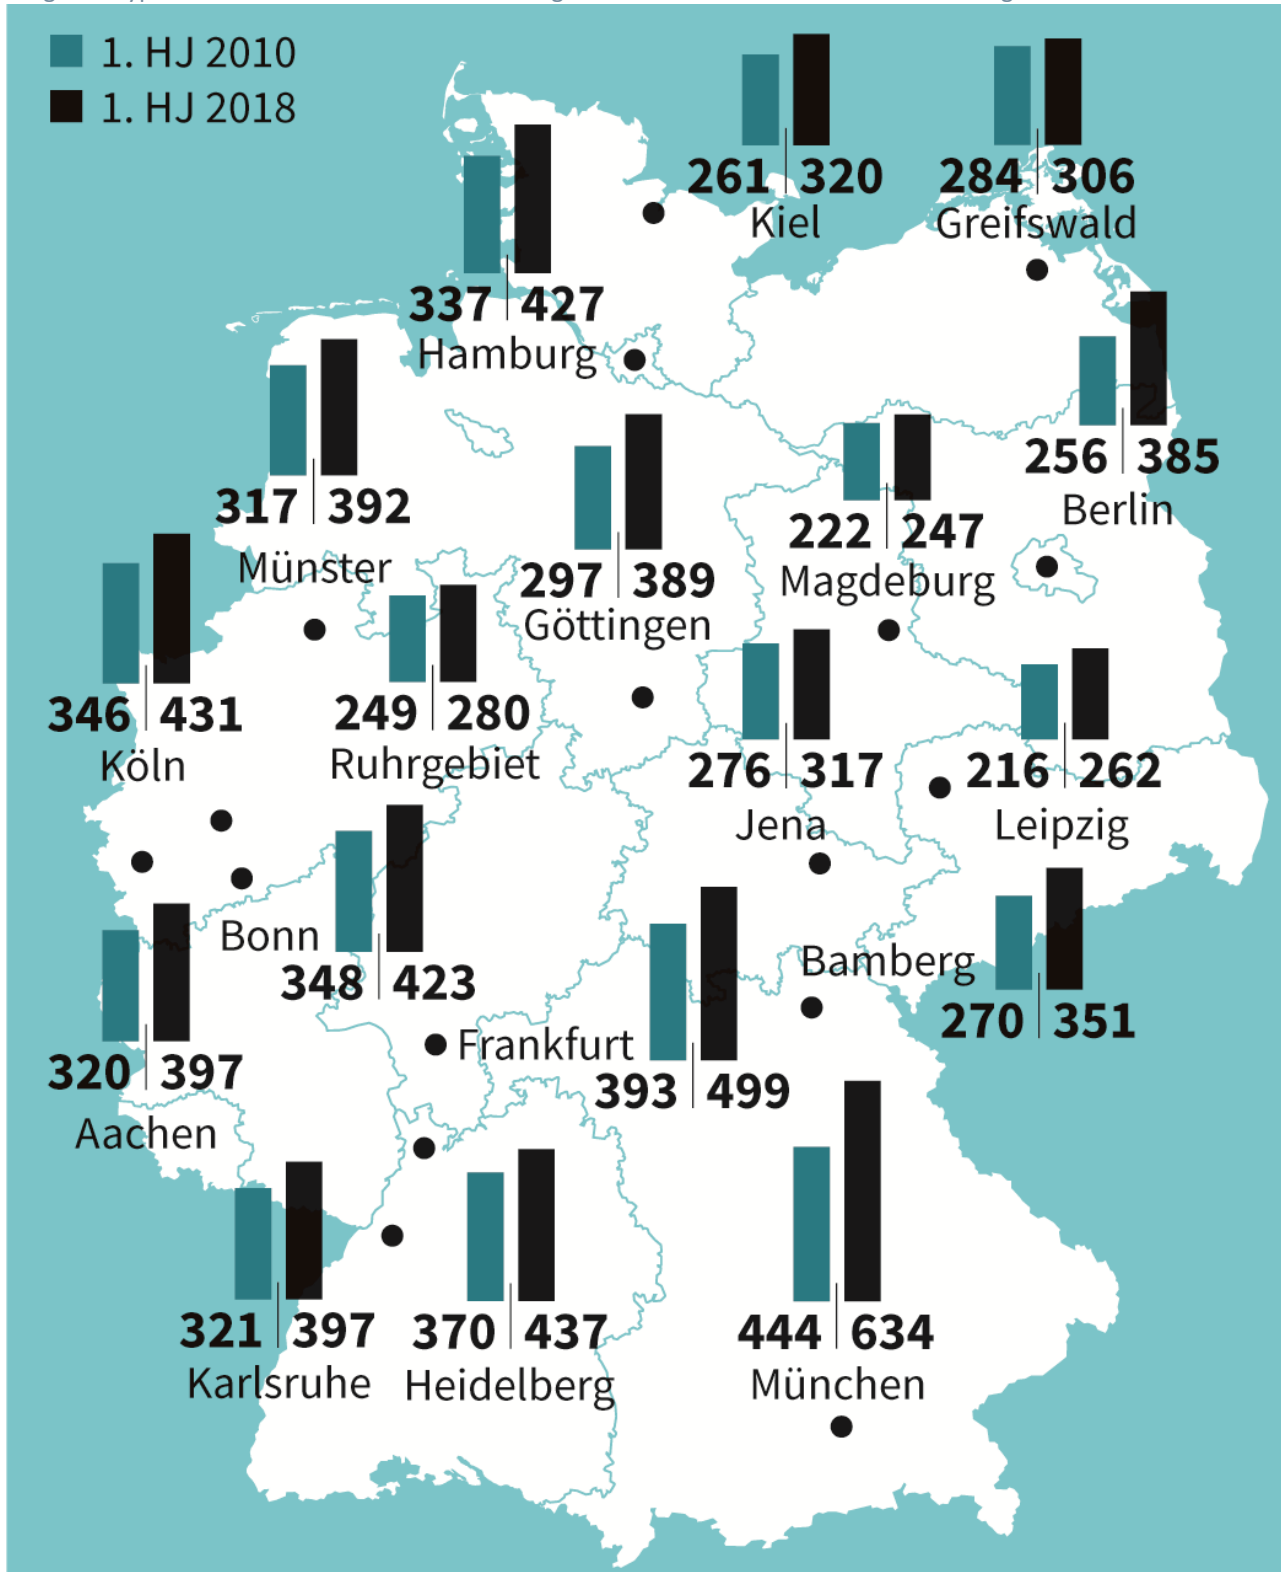 1. HJ 2010
1. HJ 2018
261 320
Kiel
284 306
Greifswald
337 427
Hamburg
317 392
Münster
297 389
Göttingen
222 247
Magdeburg
256 385
Berlin
346 431
Köln
249 280
Ruhrgebiet
276 317
Jena
216 262
Leipzig
Bonn
348 423
Bamberg
270 351
320 397
Aachen
Frankfurt
393 499
321 397
Karlsruhe
370 437
Heidelberg
444 634
München